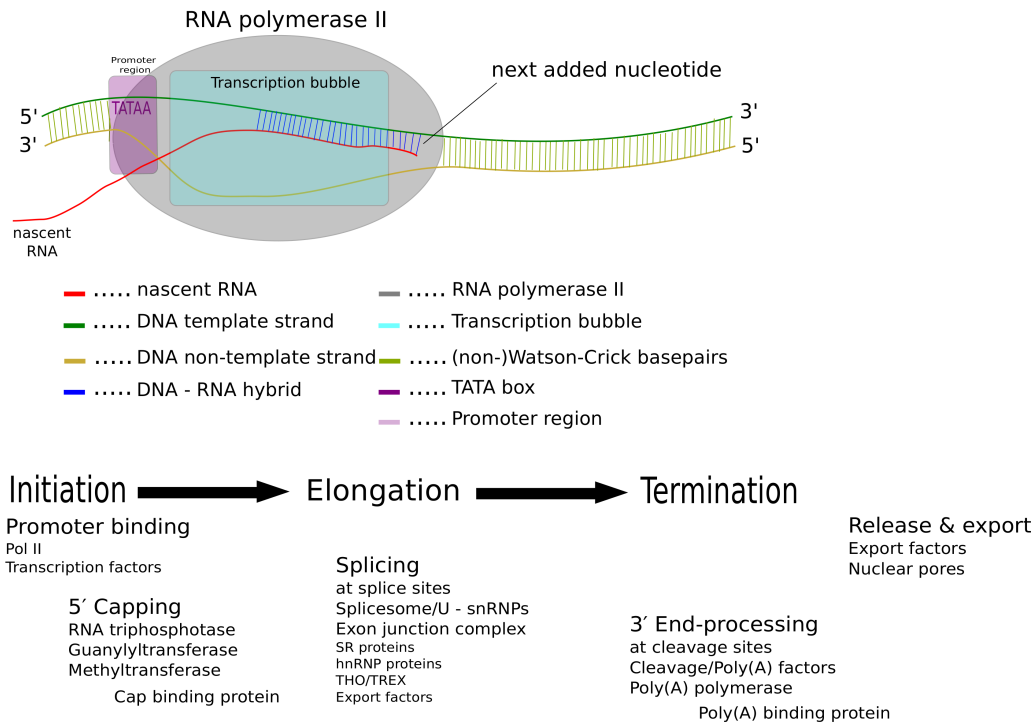 RNA polymerase II
Promoter
region
Transcription bubble
next added nucleotide
TATAA
5'
3'
3'
5'
nascent
RNA
..... nascent RNA
..... RNA polymerase II
..... DNA template strand
..... Transcription bubble
..... DNA non-template strand
..... (non-)Watson-Crick basepairs
..... DNA - RNA hybrid
..... TATA box
..... Promoter region
Initiation
Elongation
Termination
Promoter binding
Pol II
Transcription factors
5′ Capping
RNA triphosphotase
Guanylyltransferase
Methyltransferase
Cap binding protein
Splicing
at splice sites
Splicesome/U - snRNPs
Exon junction complex
SR proteins
hnRNP proteins
THO/TREX
Export factors
3′ End-processing
at cleavage sites
Cleavage/Poly(A) factors
Poly(A) polymerase
Poly(A) binding protein
Release & export
Export factors
Nuclear pores